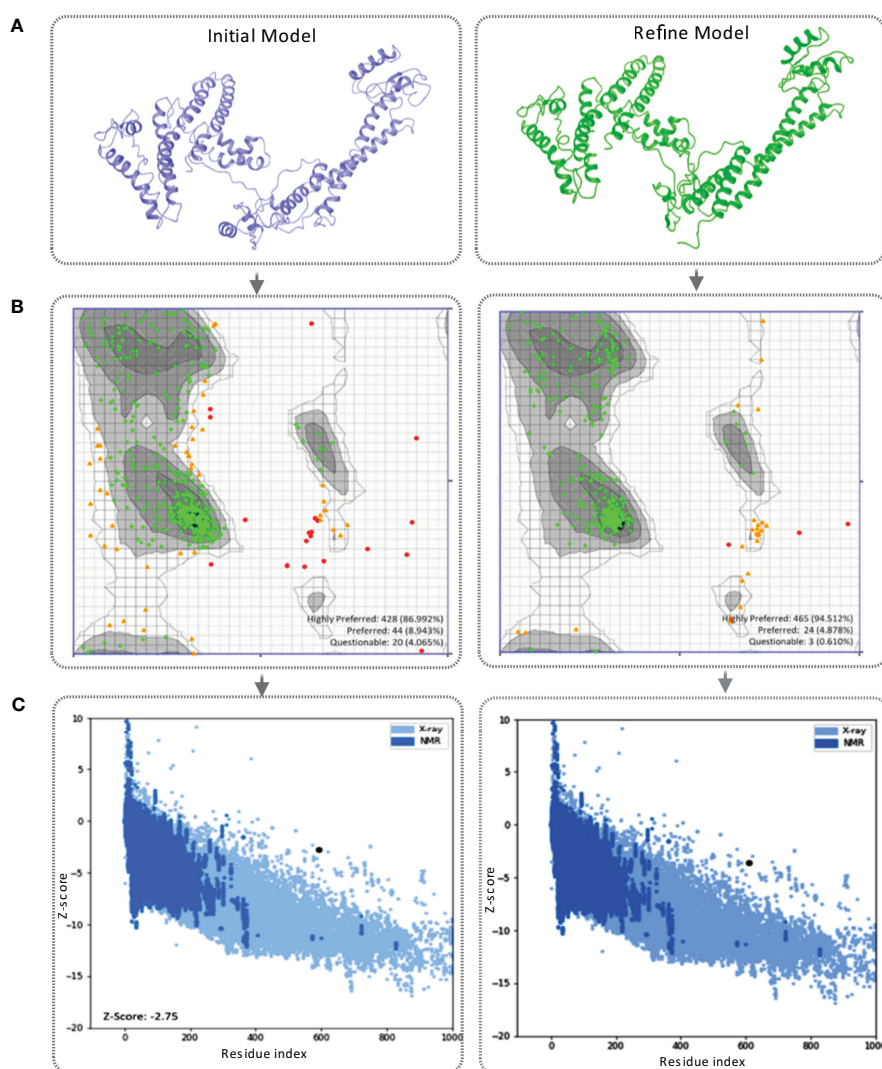 A
Initial Model
Refine Model
B
Highly Preferred: 428 (86.992%)
Preferred: 44 (8.943%)
Questionable: 20 (4.065%)
Highly Preferred: 465 (94.512%)
Preferred: 24 (4.878%)
Questionable: 3 (0.610%)
C
10
5
0
−5
−10
−15
−20
Z-score
X-ray
NMR
Z-Score: -2.75
0
200
400
600
800
1000
Residue index
10
5
0
−5
−10
−15
−20
Z-score
X-ray
NMR
0
200
400
600
800
1000
Residue index